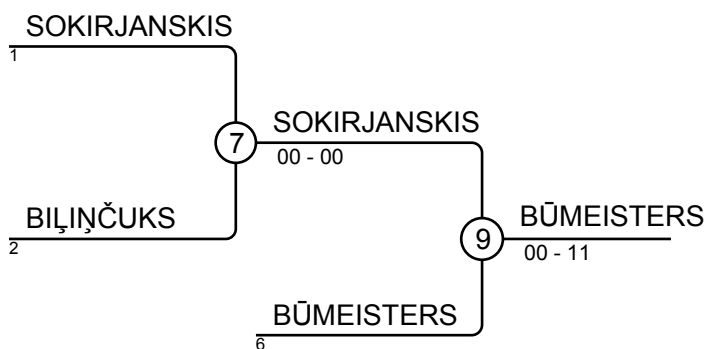 SOKIRJANSKIS
1
7
SOKIRJANSKIS
00 - 00
BIĻIŅČUKS
2
9
BŪMEISTERS
00 - 11
BŪMEISTERS
6